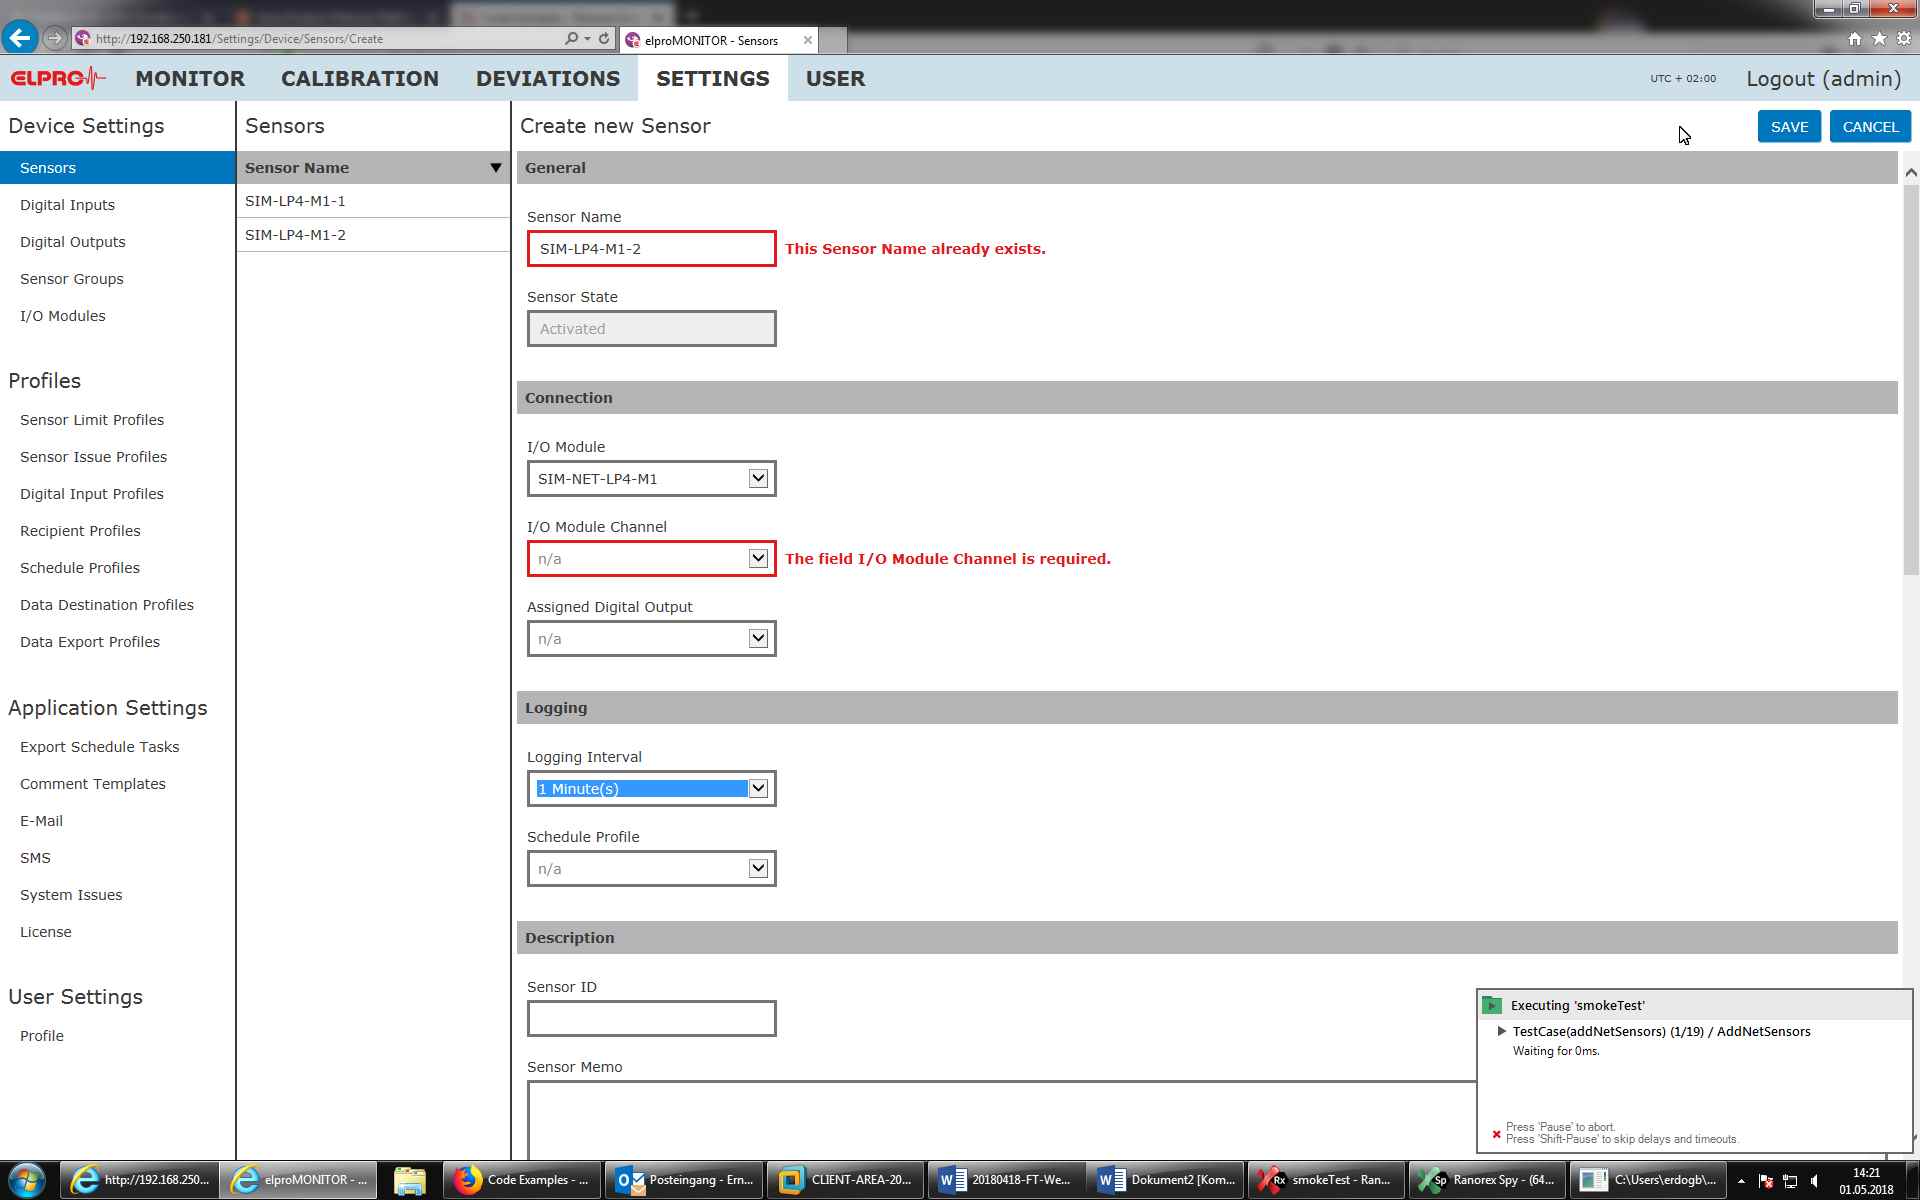 http://192.168.250.181/Settings/Device/Sensors/Create
elproMONITOR - Sensors
ELPRO MONITOR CALIBRATION DEVIATIONS SETTINGS USER UTC + 02:00 Logout (admin)
Device Settings
Sensors
Digital Inputs
Digital Outputs
Sensor Groups
I/O Modules
Profiles
Sensor Limit Profiles
Sensor Issue Profiles
Digital Input Profiles
Recipient Profiles
Schedule Profiles
Data Destination Profiles
Data Export Profiles
Application Settings
Export Schedule Tasks
Comment Templates
E-Mail
SMS
System Issues
License
User Settings
Profile
Sensors
Sensor Name
SIM-LP4-M1-1
SIM-LP4-M1-2
Create new Sensor
SAVE CANCEL
General
Sensor Name
SIM-LP4-M1-2 This Sensor Name already exists.
Sensor State
Activated
Connection
I/O Module
SIM-NET-LP4-M1
I/O Module Channel
n/a The field I/O Module Channel is required.
Assigned Digital Output
n/a
Logging
Logging Interval
1 Minute(s)
Schedule Profile
n/a
Description
Sensor ID
Sensor Memo
Executing 'smokeTest'
TestCase(addNetSensors) (1/19) / AddNetSensors
Waiting for 0ms.
Press 'Pause' to abort.
Press 'Shift-Pause' to skip delays and timeouts.
http://192.168.250...
elproMONITOR - ...
Code Examples - ...
Posteingang - Ern...
CLIENT-AREA-20...
20180418-FT-We...
Dokument2 [Kom...
smokeTest - Ran...
Ranorex Spy - (64...
C:\Users\erdogb\...
14:21
01.05.2018